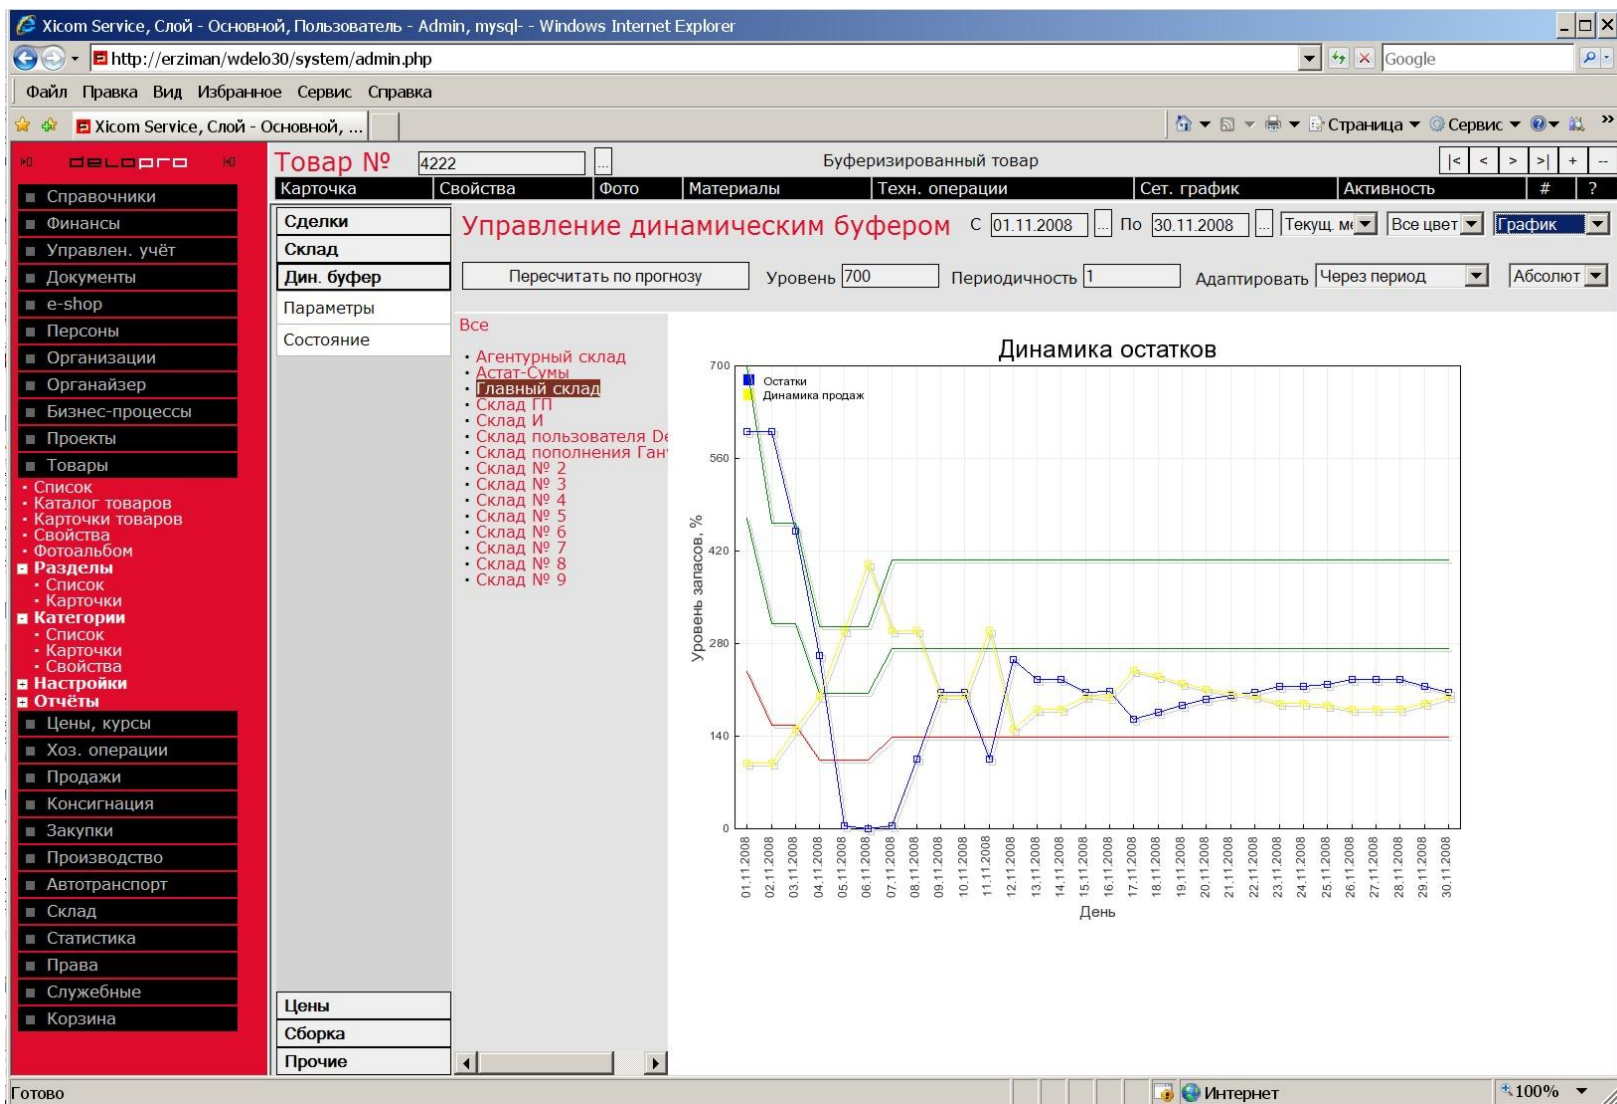 Xicom Service, Слой - Основной, Пользователь - Admin, mysql- - Windows Internet Explorer
http://erziman/wdelo30/system/admin.php
Google
Файл Правка Вид Избранное Сервис Справка
Xicom Service, Слой - Основной, ...
Страница Сервис »
delopro
Товар № 4222 ... Буферизированный товар |< < > >| + --
Карточка Свойства Фото Материалы Техн. операции Сет. график Активность # ?
Справочники
Финансы
Управлен. учёт
Документы
e-shop
Персоны
Организации
Органайзер
Бизнес-процессы
Проекты
Товары
Список
Каталог товаров
Карточки товаров
Свойства
Фотоальбом
Разделы
Список
Карточки
Категории
Список
Карточки
Свойства
Настройки
Отчёты
Цены, курсы
Хоз. операции
Продажи
Консигнация
Закупки
Производство
Автотранспорт
Склад
Статистика
Права
Служебные
Корзина
Сделки
Склад
Дин. буфер
Параметры
Состояние
Цены
Сборка
Прочие
Управление динамическим буфером С 01.11.2008 ... По 30.11.2008 ... Текущ. ме Все цвет График
Пересчитать по прогнозу Уровень 700 Периодичность 1 Адаптировать Через период Абсолют
Все
Агентурный склад
Астат-Сумы
Главный склад
Склад ГП
Склад И
Склад пользователя De
Склад пополнения Ган
Склад № 2
Склад № 3
Склад № 4
Склад № 5
Склад № 6
Склад № 7
Склад № 8
Склад № 9
Динамика остатков
Остатки
Динамика продаж
Уровень запасов, %
700
560
420
280
140
0
01.11.2008
02.11.2008
03.11.2008
04.11.2008
05.11.2008
06.11.2008
07.11.2008
08.11.2008
09.11.2008
10.11.2008
11.11.2008
12.11.2008
13.11.2008
14.11.2008
15.11.2008
16.11.2008
17.11.2008
18.11.2008
19.11.2008
20.11.2008
21.11.2008
22.11.2008
23.11.2008
24.11.2008
25.11.2008
26.11.2008
27.11.2008
28.11.2008
29.11.2008
30.11.2008
День
Готово
Интернет
100%